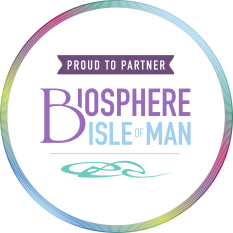 PROUD TO PARTNER
BIOSPHERE
ISLE OF MAN